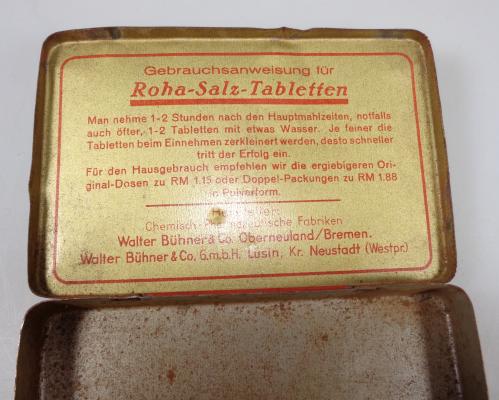 Gebrauchsanweisung für
Roha-Salz-Tabletten
Man nehme 1-2 Stunden nach den Hauptmahlzeiten, notfalls
auch öfter, 1-2 Tabletten mit etwas Wasser. Je feiner die
Tabletten beim Einnehmen zerkleinert werden, desto schneller
tritt der Erfolg ein.
Für den Hausgebrauch empfehlen wir die ergiebigeren Ori-
ginal-Dosen zu RM 1.15 oder Doppel-Packungen zu RM 1.88
in Pulverform.
Chemisch- Fabriken
Walter Bühner & Co. Oberneuland/Bremen.
Walter Bühner & Co. G.m.b.H. Lusin, Kr. Neustadt (Westpr.)